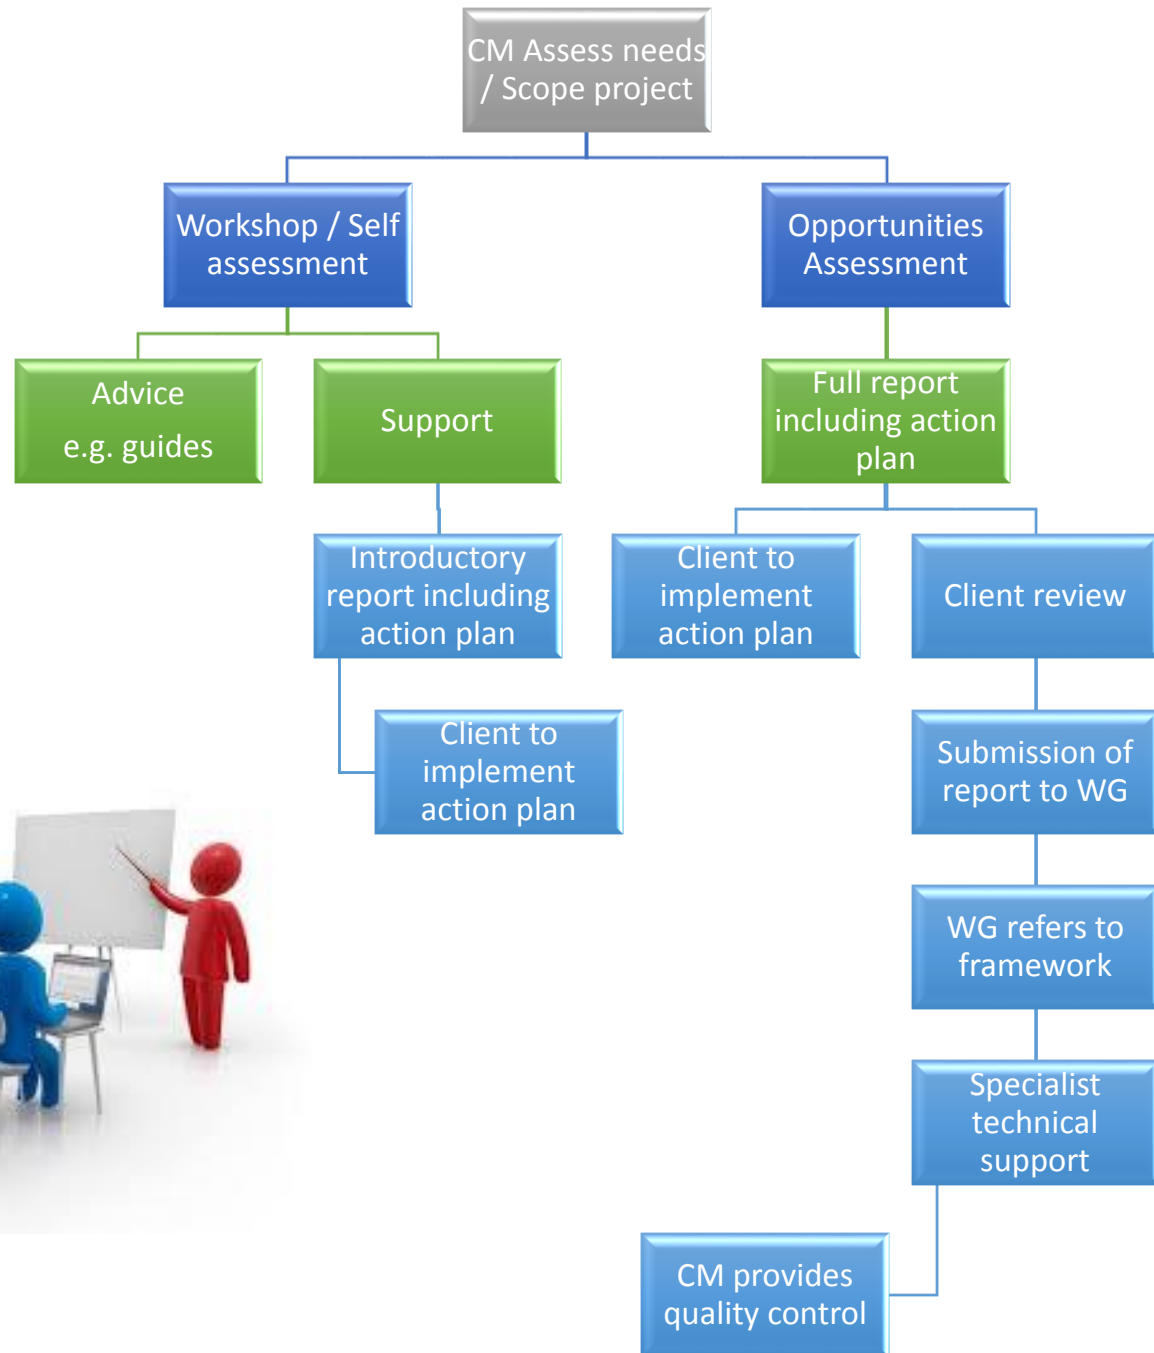 CM Assess needs
/ Scope project
Workshop / Self
assessment
Opportunities
Assessment
Advice
e.g. guides
Support
Full report
including action
plan
Introductory
report including
action plan
Client to
implement
action plan
Client review
Client to
implement
action plan
Submission of
report to WG
WG refers to
framework
Specialist
technical
support
CM provides
quality control